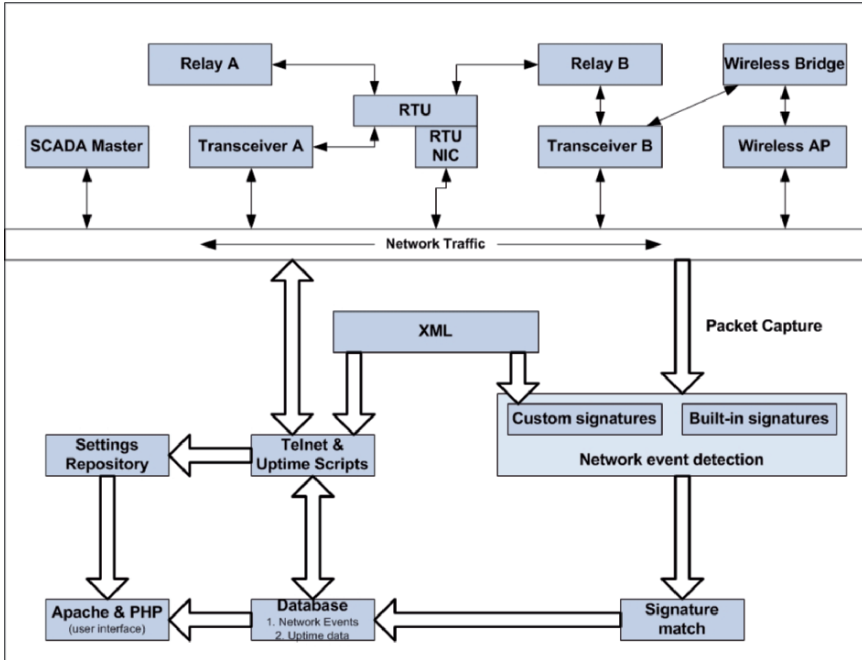 Relay A
Relay B
Wireless Bridge
RTU
SCADA Master
Transceiver A
RTU
NIC
Transceiver B
Wireless AP
Network Traffic
XML
Packet Capture
Custom signatures
Built-in signatures
Network event detection
Settings
Repository
Telnet &
Uptime Scripts
Apache & PHP
(user interface)
Database
1. Network Events
2. Uptime data
Signature
match